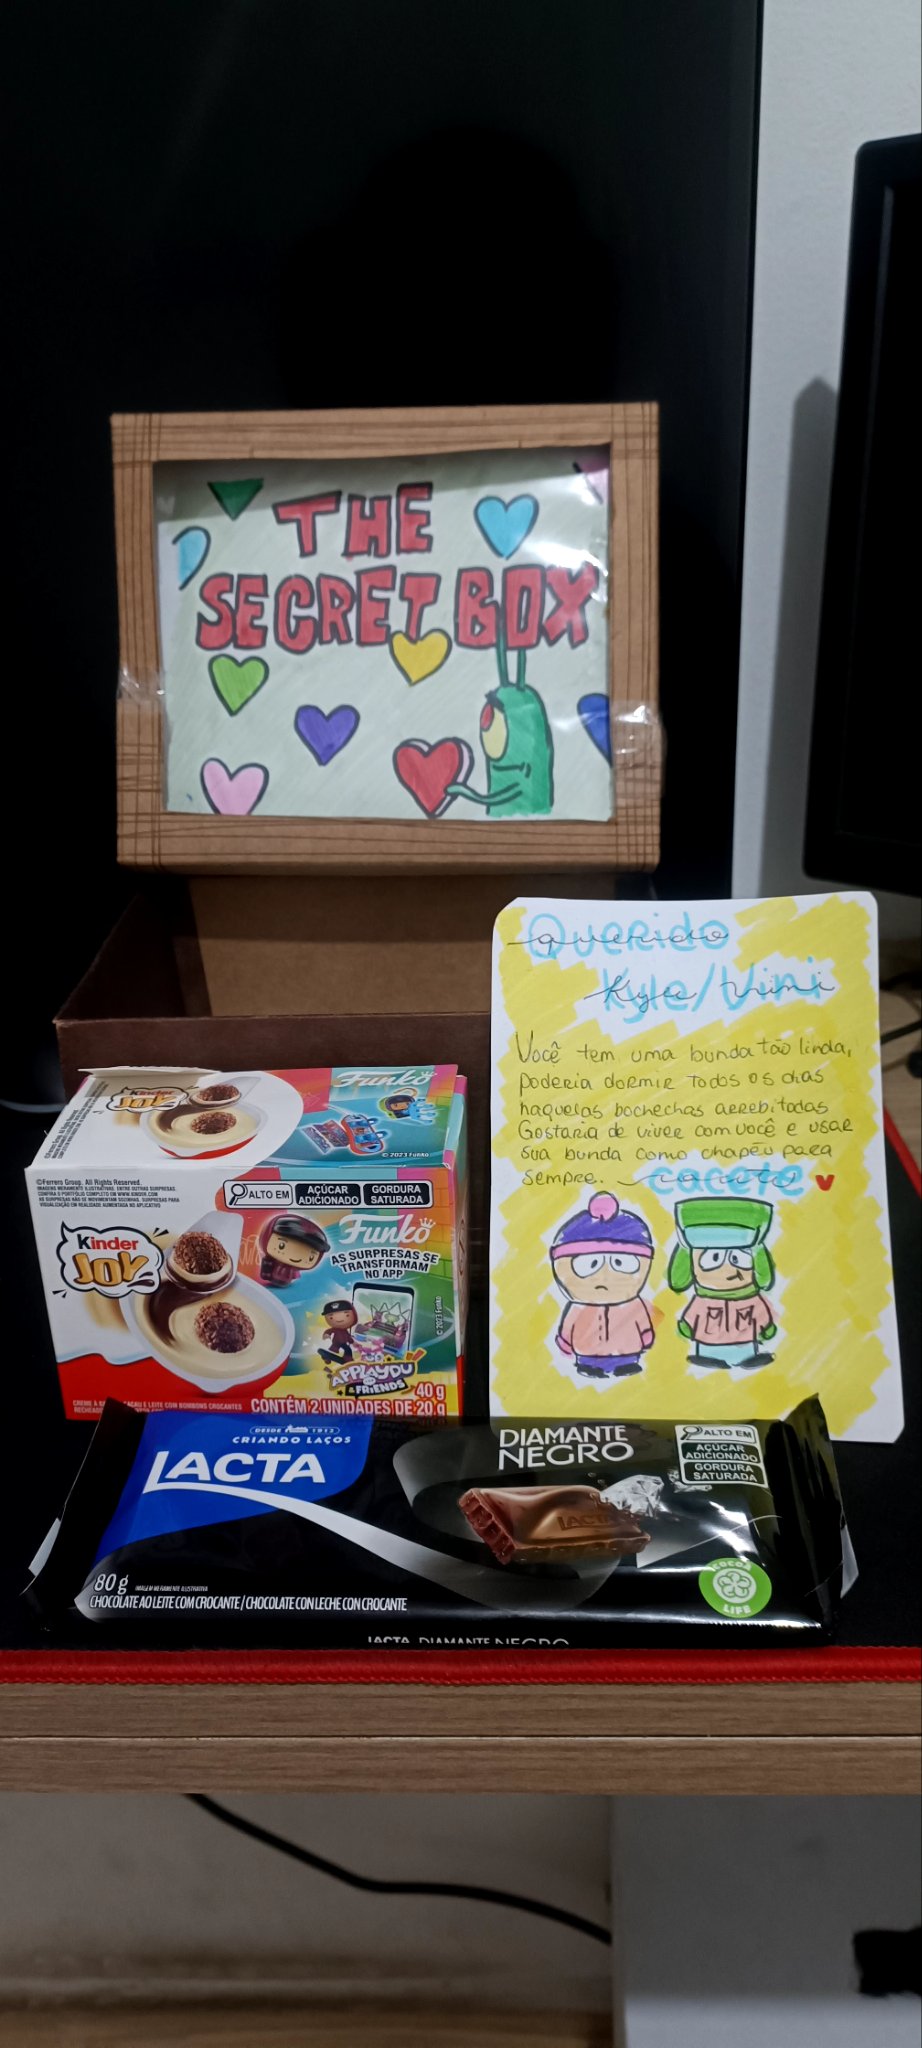 THE
SECRET BOX
Querido
querido
Kyle/Vini
Kyle Vini
Você tem uma bunda tão linda,
poderia dormir todos os dias
naquelas bochechas arrebitadas
Gostaria de viver com você e usar
sua bunda como chapéu para
sempre.
cacete
Kinder
JOY
Funko
© 2023 Funko
©Ferrero Group. All Rights Reserved.
ALTO EM
AÇÚCAR
ADICIONADO
GORDURA
SATURADA
Kinder
JOY
Funko
AS SURPRESAS SE
TRANSFORMAM
NO APP
© 2023 Funko
APPLAYDU
& FRIENDS
40 g
CONTÉM 2 UNIDADES DE 20 g
DESDE 1912
CRIANDO LAÇOS
LACTA
DIAMANTE
NEGRO
ALTO EM
AÇÚCAR
ADICIONADO
GORDURA
SATURADA
LACTA
80 g
CHOCOLATE AO LEITE COM CROCANTE / CHOCOLATE CON LECHE CON CROCANTE
cocoa
LIFE
LACTA DIAMANTE NEGRO